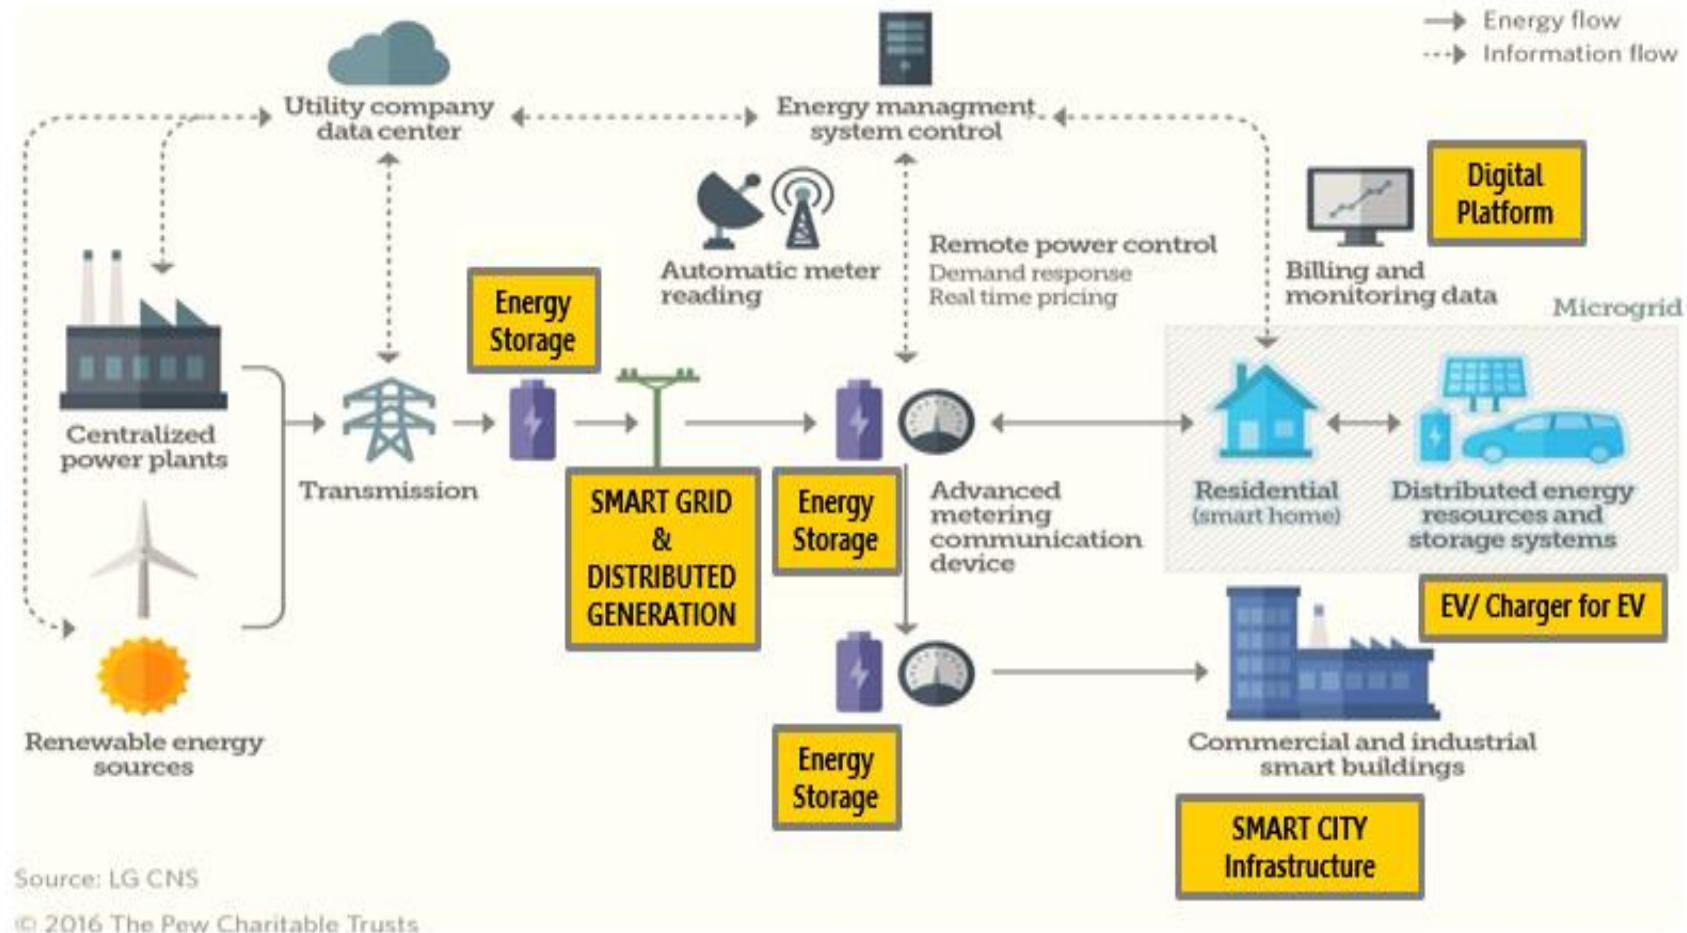 Energy flow
Information flow
Utility company
data center
Energy managment
system control
Digital
Platform
Automatic meter
reading
Remote power control
Demand response
Real time pricing
Billing and
monitoring data
Microgrid
Energy
Storage
Centralized
power plants
Transmission
SMART GRID
&
DISTRIBUTED
GENERATION
Energy
Storage
Advanced
metering
communication
device
Residential
(smart home)
Distributed energy
resources and
storage systems
EV/ Charger for EV
Renewable energy
sources
Energy
Storage
Commercial and industrial
smart buildings
SMART CITY
Infrastructure
Source: LG CNS
© 2016 The Pew Charitable Trusts